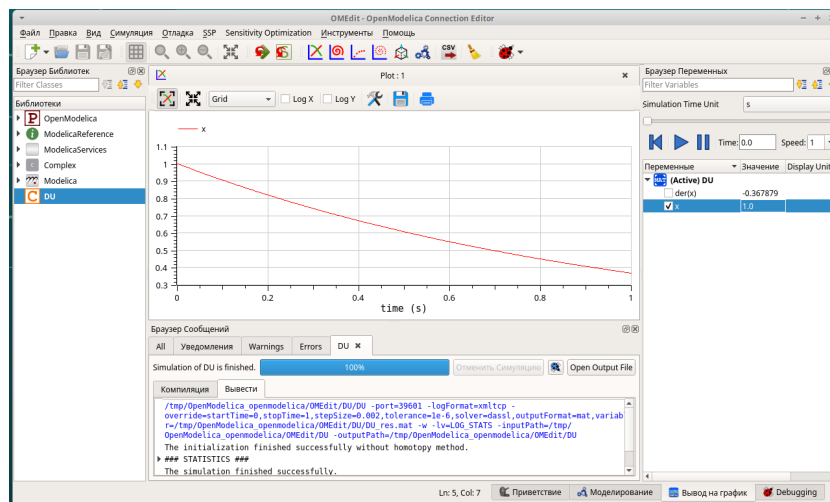 OMEdit - OpenModelica Connection Editor
Файл Правка Вид Симуляция Отладка SSP Sensitivity Optimization Инструменты Помощь
CSV
Браузер Библиотек
Filter Classes
Библиотеки
P OpenModelica
i ModelicaReference
ModelicaServices
C Complex
Modelica
C DU
Plot : 1
Grid Log X Log Y
x
1.1
1
0.9
0.8
0.7
0.6
0.5
0.4
0.3
0 0.2 0.4 0.6 0.8 1
time (s)
Браузер Сообщений
All Уведомления Warnings Errors DU
Simulation of DU is finished. 100% Отменить Симуляцию Open Output File
Компиляция Вывести
/tmp/OpenModelica_openmodelica/OMEdit/DU/DU -port=39601 -logFormat=xmltcp -
override=startTime=0,stopTime=1,stepSize=0.002,tolerance=1e-6,solver=dassl,outputFormat=mat,variab
r=/tmp/OpenModelica_openmodelica/OMEdit/DU/DU_res.mat -w -lv=LOG_STATS -inputPath=/tmp/
OpenModelica_openmodelica/OMEdit/DU -outputPath=/tmp/OpenModelica_openmodelica/OMEdit/DU
The initialization finished successfully without homotopy method.
### STATISTICS ###
The simulation finished successfully.
Браузер Переменных
Filter Variables
Simulation Time Unit s
Time: 0.0 Speed: 1
Переменные Значение Display Unit
MAT (Active) DU
der(x) -0.367879
x 1.0
Ln: 5, Col: 7 Приветствие Моделирование Вывод на график Debugging